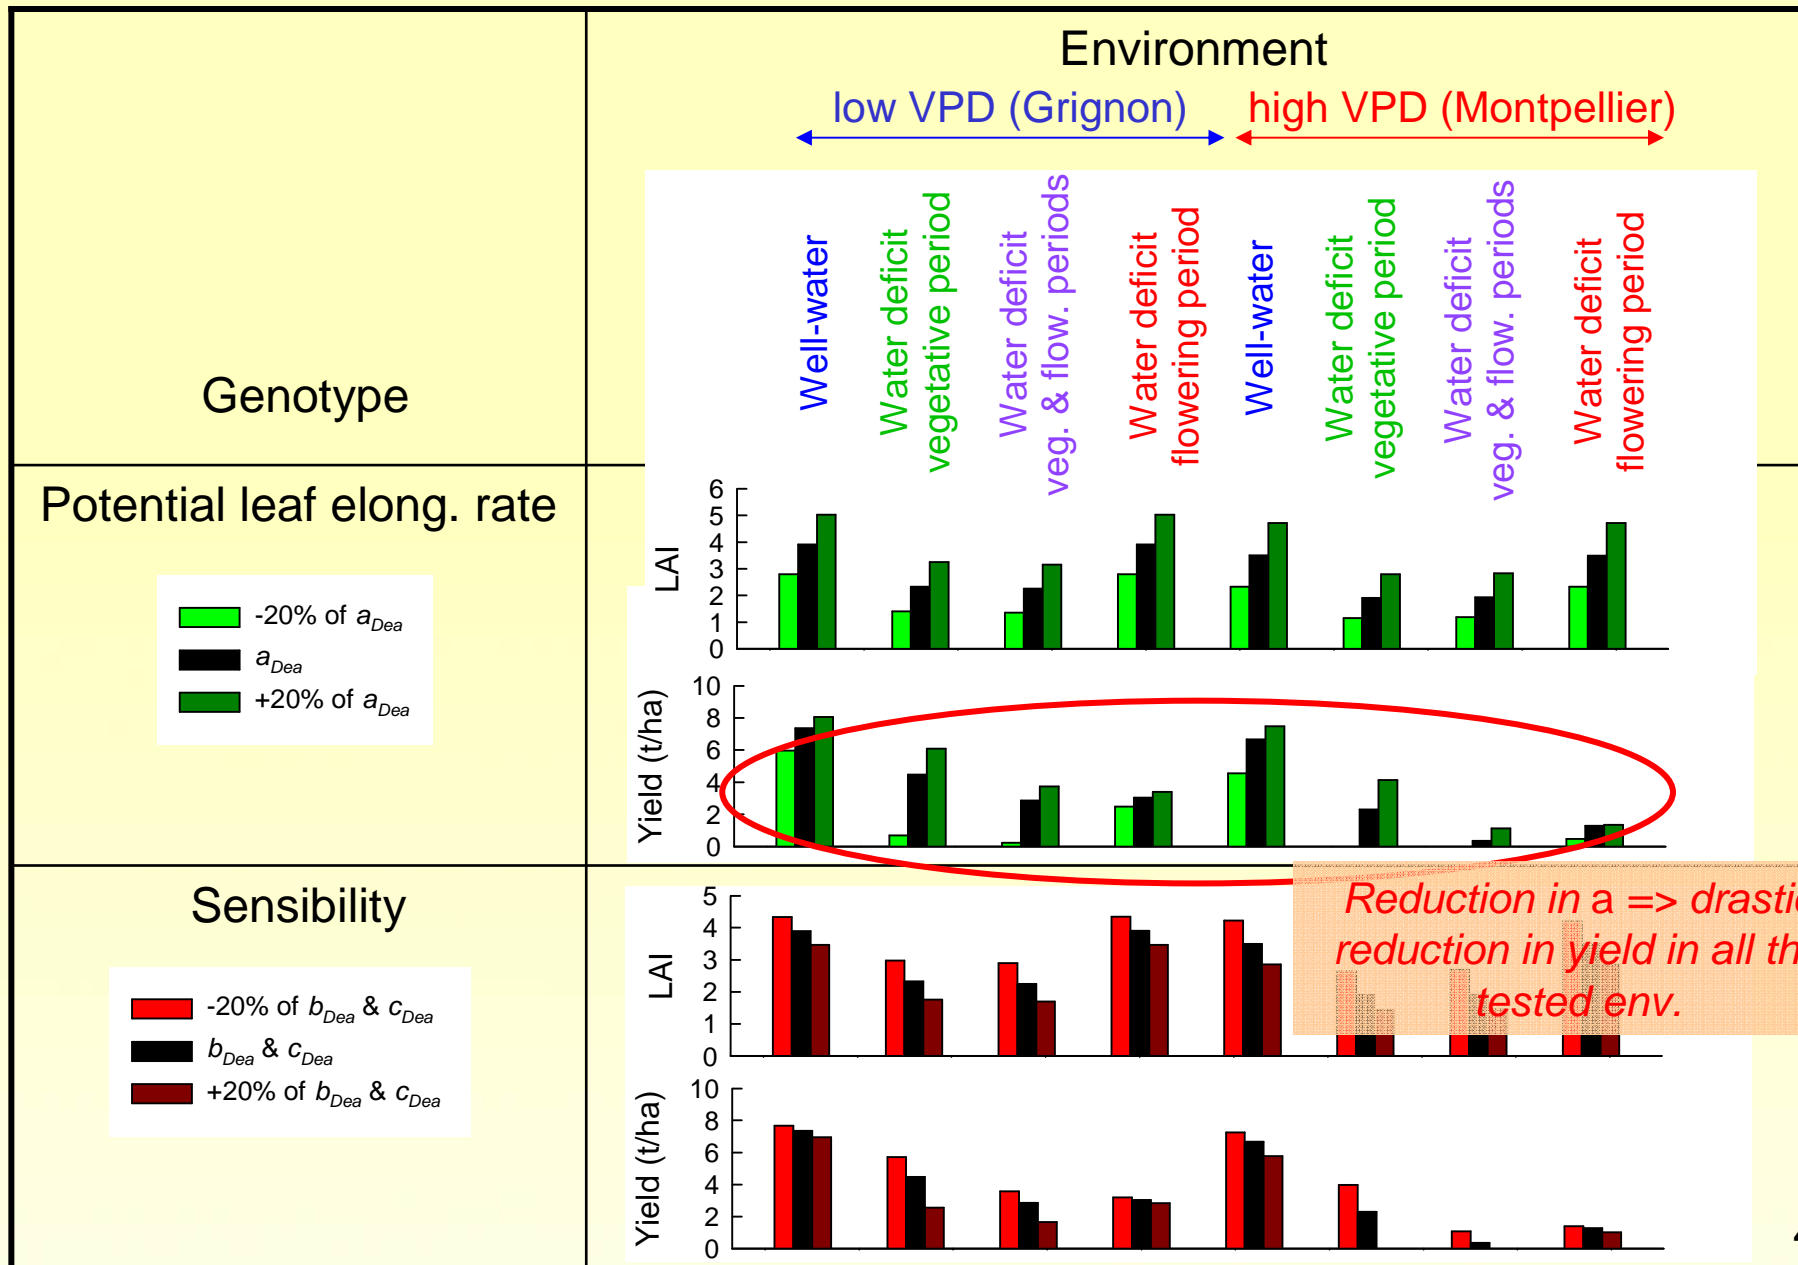 Environment
low VPD (Grignon) high VPD (Montpellier)
Genotype
Well-water
Water deficit
vegetative period
Water deficit
veg. & flow. periods
Water deficit
flowering period
Well-water
Water deficit
vegetative period
Water deficit
veg. & flow. periods
Water deficit
flowering period
Potential leaf elong. rate
-20% of aDea
aDea
+20% of aDea
LAI
6
5
4
3
2
1
0
Yield (t/ha)
10
8
6
4
2
0
Sensibility
-20% of bDea & cDea
bDea & cDea
+20% of bDea & cDea
LAI
5
4
3
2
1
0
Reduction in a => drasti
reduction in yield in all th
tested env.
Yield (t/ha)
10
8
6
4
2
0